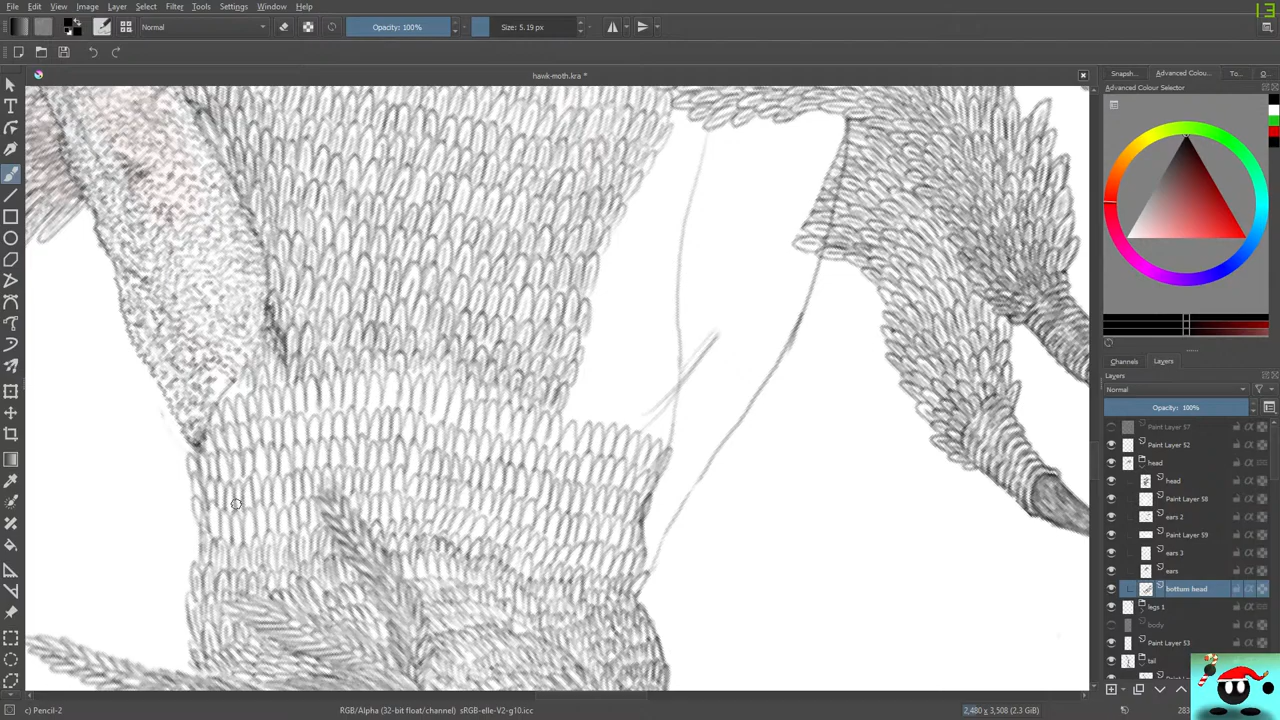 File Edit View Image Layer Select Filter Tools Settings Window Help
13
Normal
Opacity: 100%
Size: 5.19 px
hawk-moth.kra *
Snapsh... Advanced Colou... To... O...
Advanced Colour Selector
Channels Layers
Layers
Normal
Opacity: 100%
Paint Layer 57
Paint Layer 52
head
head
Paint Layer 58
ears 2
Paint Layer 59
ears 3
ears
bottum head
legs 1
body
Paint Layer 53
tail
c) Pencil-2
RGB/Alpha (32-bit float/channel) sRGB-elle-V2-g10.icc
2,480 x 3,508 (2.3 GiB)